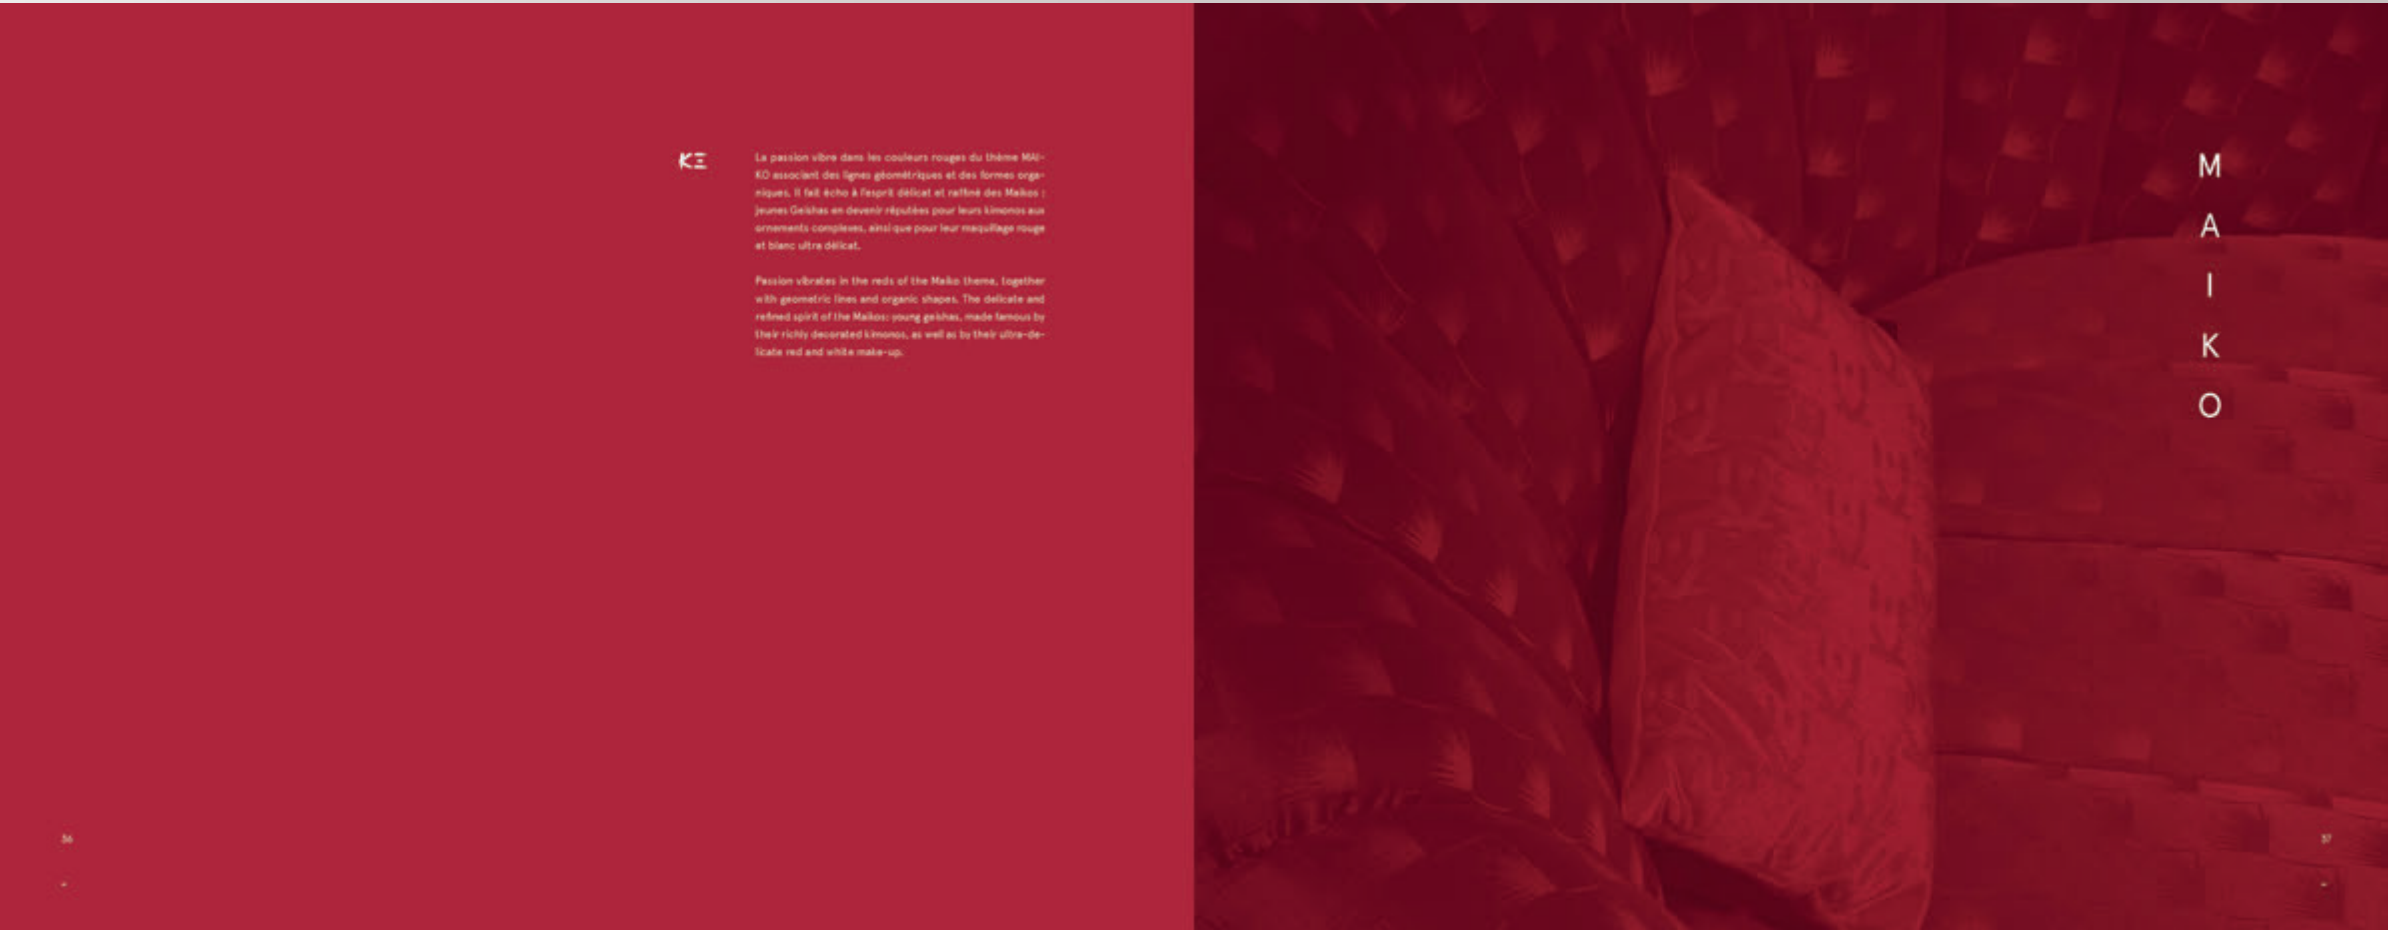 KE
La passion vibre dans les couleurs rouges du thème MAI-
KO associant des lignes géométriques et des formes orga-
niques. Il fait écho à l'esprit délicat et raffiné des Maikos :
jeunes Geishas en devenir réputées pour leurs kimonos aux
ornements complexes, ainsi que pour leur maquillage rouge
et blanc ultra délicat.
Passion vibrates in the reds of the Maiko theme, together
with geometric lines and organic shapes. The delicate and
refined spirit of the Maikos: young geishas, made famous by
their richly decorated kimonos, as well as by their ultra-de-
licate red and white make-up.
36
M
A
I
K
O
37